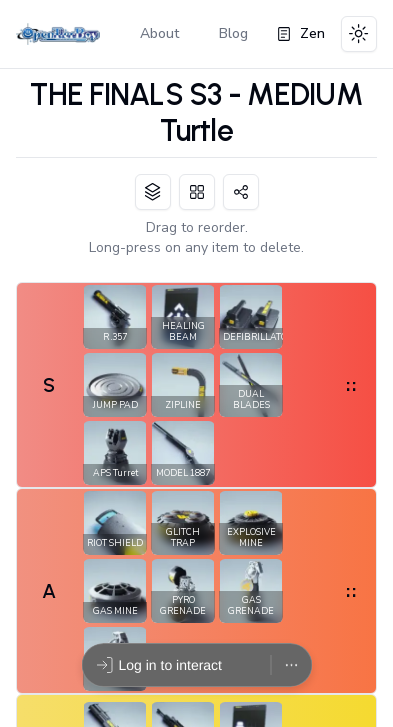 OpenTierBoy
About
Blog
Zen
THE FINALS S3 - MEDIUM
Turtle
Drag to reorder.
Long-press on any item to delete.
S
R.357
HEALING
BEAM
DEFIBRILLATO
JUMP PAD
ZIPLINE
DUAL
BLADES
APS Turret
MODEL 1887
A
RIOT SHIELD
GLITCH
TRAP
EXPLOSIVE
MINE
GAS MINE
PYRO
GRENADE
GAS
GRENADE
Log in to interact